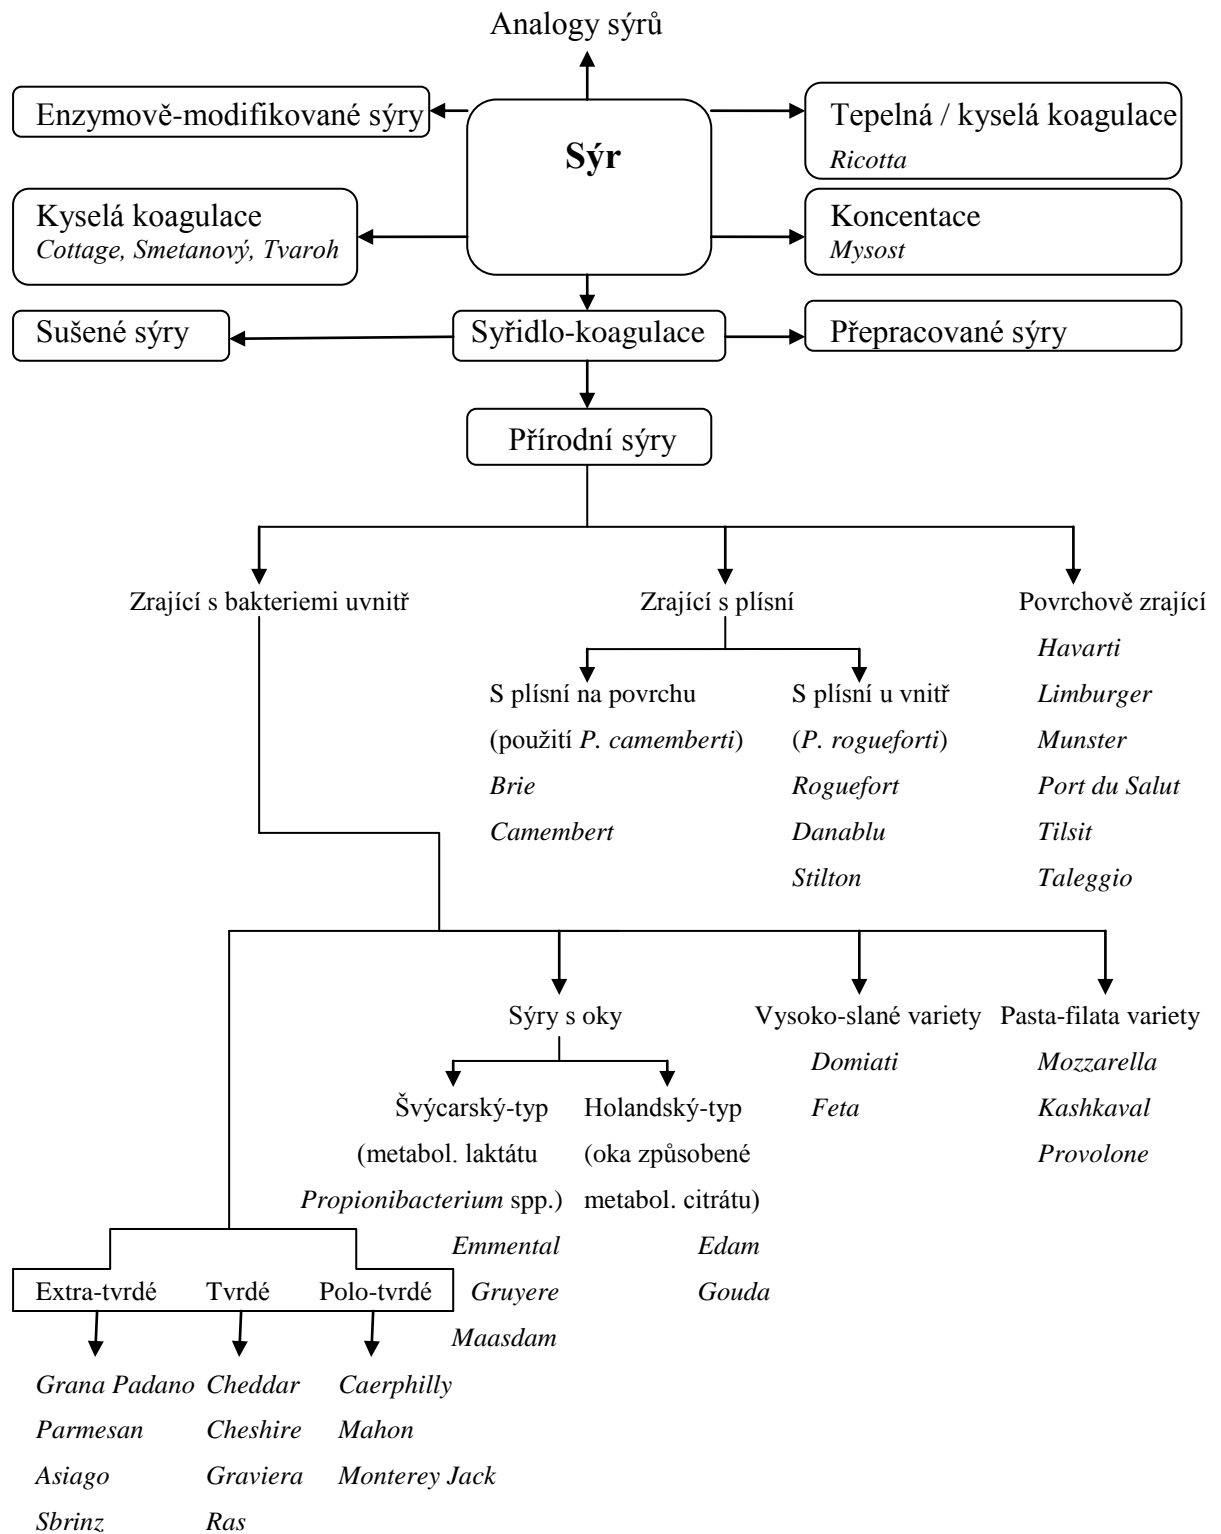 Analogy sýrů
Enzymově-modifikované sýry
Sýr
Tepelná / kyselá koagulace
Ricotta
Kyselá koagulace
Cottage, Smetanový, Tvaroh
Koncentace
Mysost
Sušené sýry
Syřidlo-koagulace
Přepracované sýry
Přírodní sýry
Zrající s bakteriemi uvnitř
Zrající s plísní
Povrchově zrající
Havarti
Limburger
Munster
Port du Salut
Tilsit
Taleggio
S plísní na povrchu
(použití P. camemberti)
Brie
Camembert
S plísní u vnitř
(P. rogueforti)
Roguefort
Danablu
Stilton
Sýry s oky
Vysoko-slané variety
Domiati
Feta
Pasta-filata variety
Mozzarella
Kashkaval
Provolone
Švýcarský-typ
(metabol. laktátu
Propionibacterium spp.)
Emmental
Gruyere
Maasdam
Holandský-typ
(oka způsobené
metabol. citrátu)
Edam
Gouda
Extra-tvrdé
Tvrdé
Polo-tvrdé
Grana Padano
Parmesan
Asiago
Sbrinz
Cheddar
Cheshire
Graviera
Ras
Caerphilly
Mahon
Monterey Jack